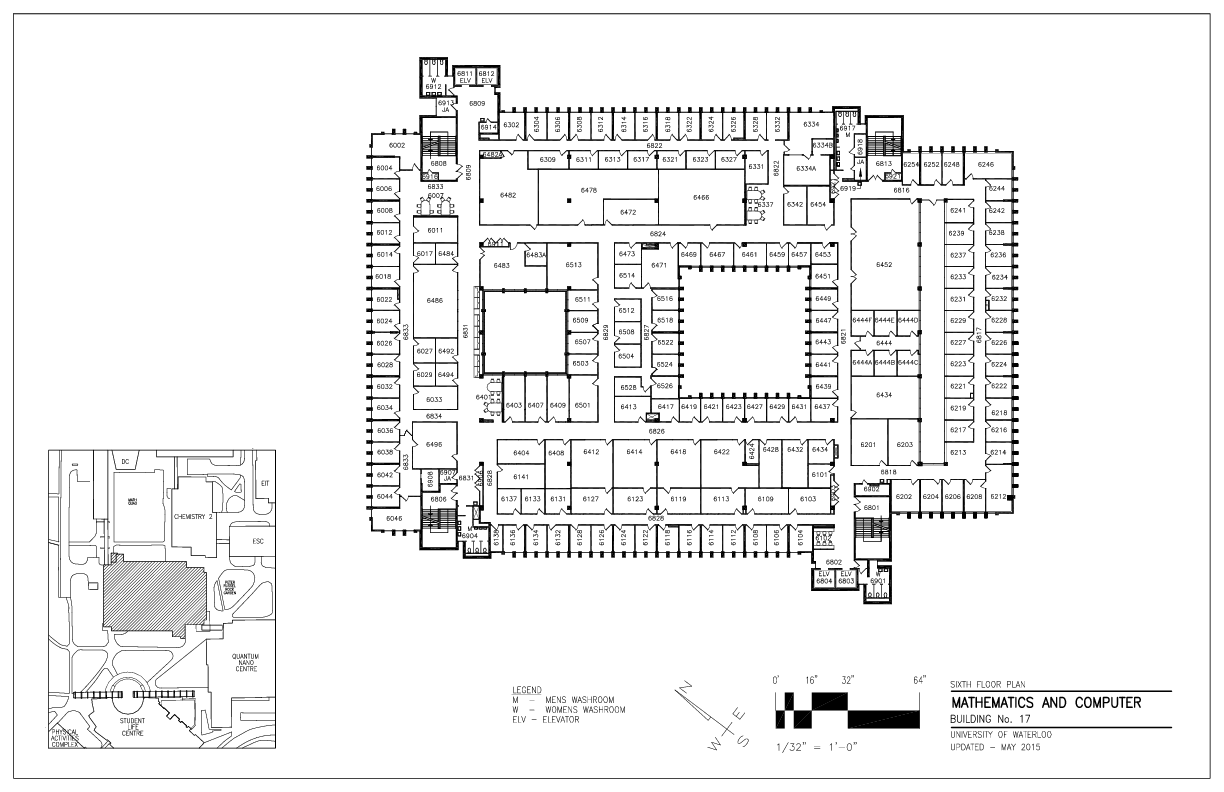 6811 6812
ELV ELV
W
6912
6913
JA
6809
6914
6302 6304 6306 6308 6312 6314 6316 6318 6322 6324 6326 6328 6332 6334
6917
M
6918
JA
6334B
6822
6002
6808
6916
6809
6813
6921
6254 6252 6248 6246
6482A 6309 6311 6313 6317 6321 6323 6327 6331 6822 6334A
6004
6833
6007
6006
6919
6816
6244
6482 6478 6466
6472
6337
6342 6454
6008
6241 6242
6011
6012
6824
6239 6238
6014
6017 6484
6483 6483A 6513
6473 6471 6469 6467 6461 6459 6457 6453
6452
6237 6236
6018
6514
6451
6233 6234
6486
6022
6511
6516
6449
6231 6232
6512
6024
6509
6518
6447
6444F 6444E 6444D
6229 6228
6833
6831
6829
6508
6827
6821
6817
6026
6507
6522
6443
6444
6227 6226
6027 6492
6504
6028
6503
6524
6441
6444A 6444B 6444C
6223 6224
6029 6494
6032
6528
6526
6439
6221 6222
6033
6401
6403 6407 6409 6501
6413 6417 6419 6421 6423 6427 6429 6431 6437
6434
6034
6219 6218
6834
6826
6036
6217 6216
6496
6201 6203
6038
6404 6408 6412 6414 6418 6422 6424 6428 6432 6434
6213 6214
6833
6042
6908
6907
JA
6831
6828
6141
6101
6818
6044
6806
6137 6133 6131 6127 6123 6119 6113 6109 6103
6902
6202 6204 6206 6208 6212
6801
6046
6828
M
6904
6138 6136 6134 6132 6128 6126 6124 6122 6118 6116 6114 6112 6108 6106 6104
6102
6802
ELV ELV
6804 6803
W
6901
DC
EIT
CHEMISTRY 2
ESC
QUANTUM
NANO
CENTRE
STUDENT
LIFE
CENTRE
PHYSICAL
ACTIVITIES
COMPLEX
LEGEND
M – MENS WASHROOM
W – WOMENS WASHROOM
ELV – ELEVATOR
N
E
W
S
0' 16" 32" 64"
1/32" = 1'-0"
SIXTH FLOOR PLAN
MATHEMATICS AND COMPUTER
BUILDING No. 17
UNIVERSITY OF WATERLOO
UPDATED – MAY 2015